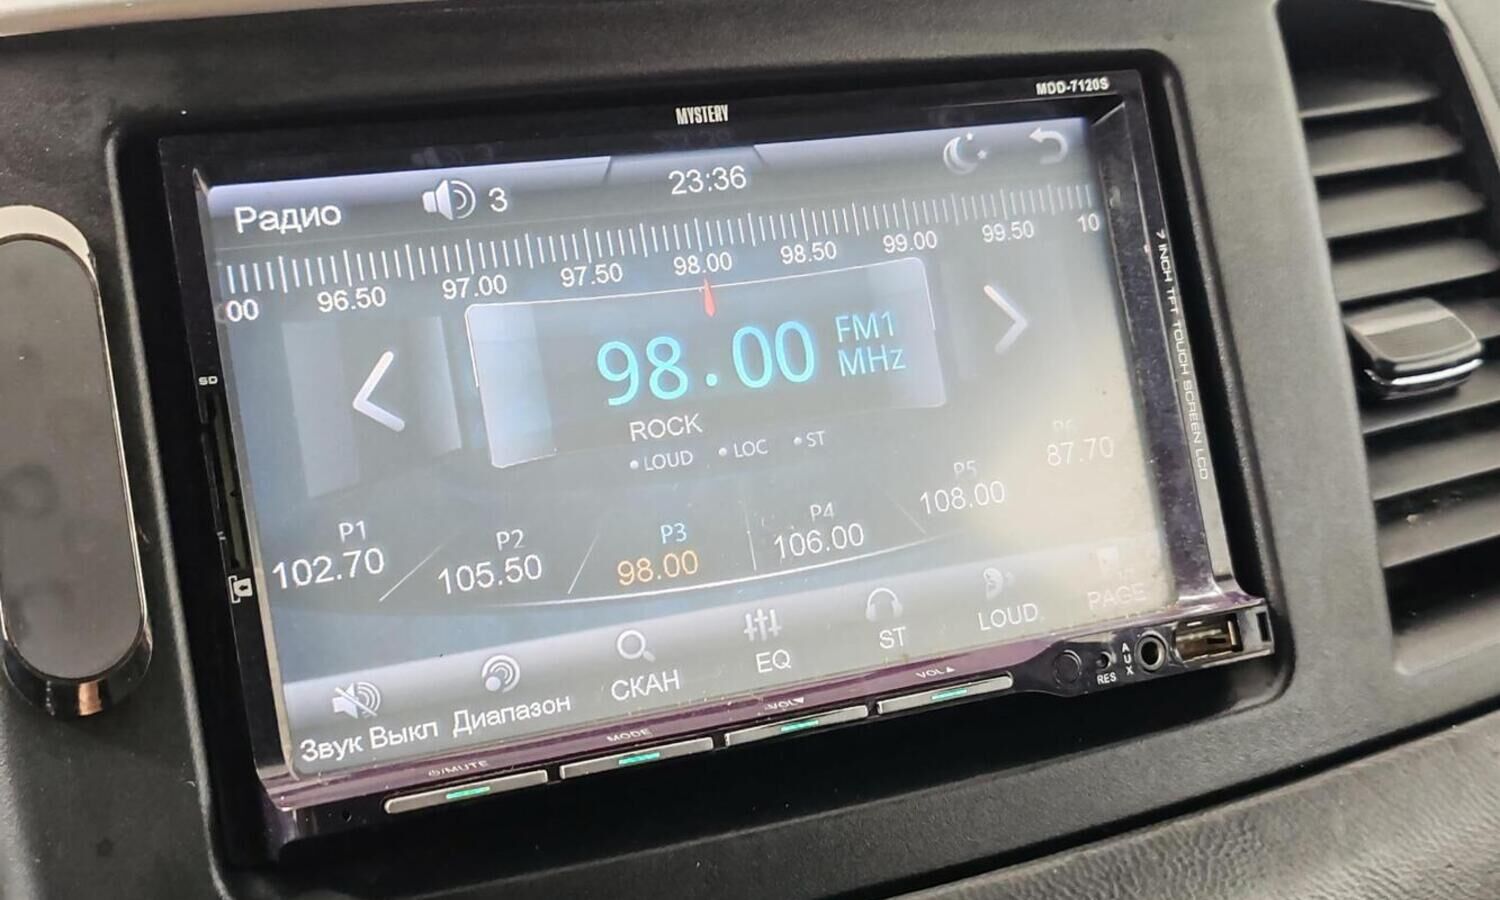 MYSTERY
MDD-7120S
Радио
3
23:36
00 96.50 97.00 97.50 98.00 98.50 99.00 99.50 10
98.00
FM1
MHz
ROCK
LOUD LOC ST
P1
102.70
P2
105.50
P3
98.00
P4
106.00
P5
108.00
P6
87.70
Звук Выкл
Диапазон
СКАН
EQ
ST
LOUD
PAGE
SD
7 INCH TFT TOUCH SCREEN LCD
/MUTE
MODE
VOL
VOL
RES
AUX